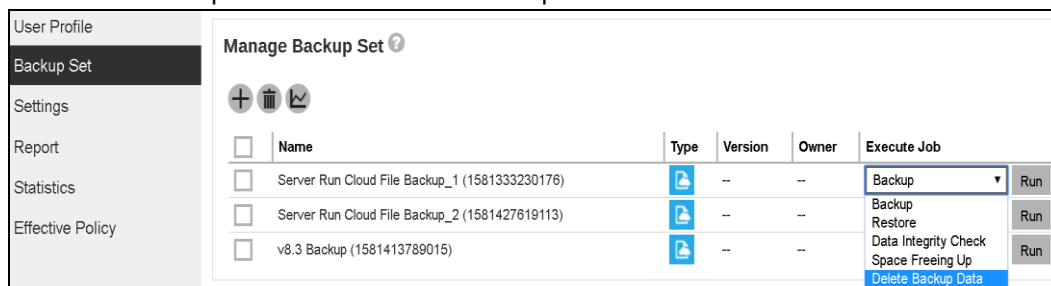 User Profile
Backup Set
Settings
Report
Statistics
Effective Policy
Manage Backup Set ?
Name Type Version Owner Execute Job
Server Run Cloud File Backup_1 (1581333230176) -- -- Backup Run
Server Run Cloud File Backup_2 (1581427619113) -- -- Run
v8.3 Backup (1581413789015) -- -- Run
Backup
Restore
Data Integrity Check
Space Freeing Up
Delete Backup Data